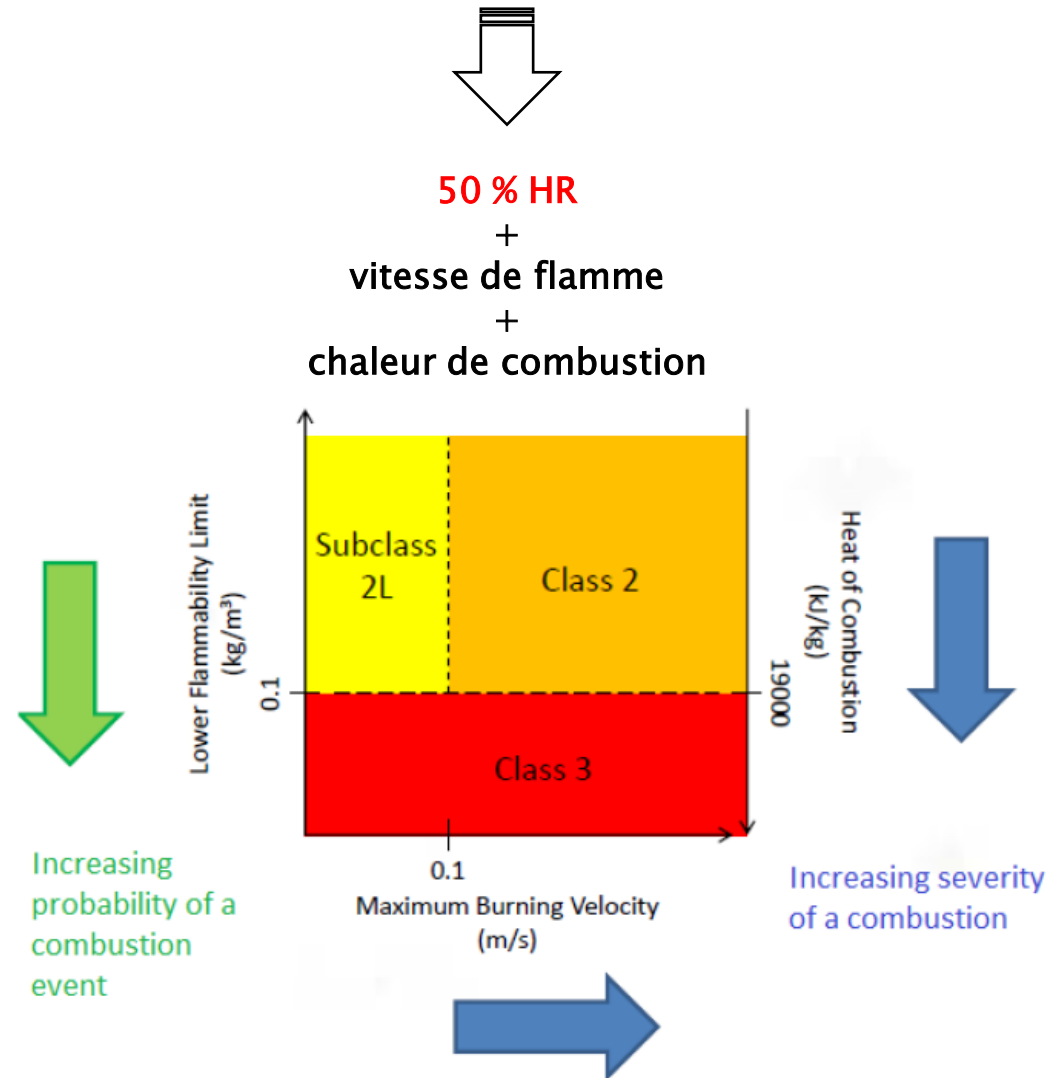 50 % HR
+
vitesse de flamme
+
chaleur de combustion
Lower Flammability Limit
(kg/m³)
0.1
Subclass
2L
Class 2
Class 3
19000
Heat of Combustion
(kJ/kg)
0.1
Maximum Burning Velocity
(m/s)
Increasing
probability of a
combustion
event
Increasing severity
of a combustion